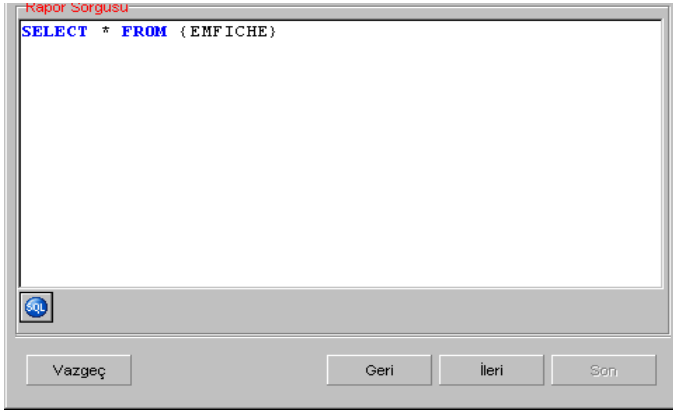 Rapor Sorgusu
SELECT * FROM {EMFICHE}
SQL
Vazgeç
Geri
İleri
Son